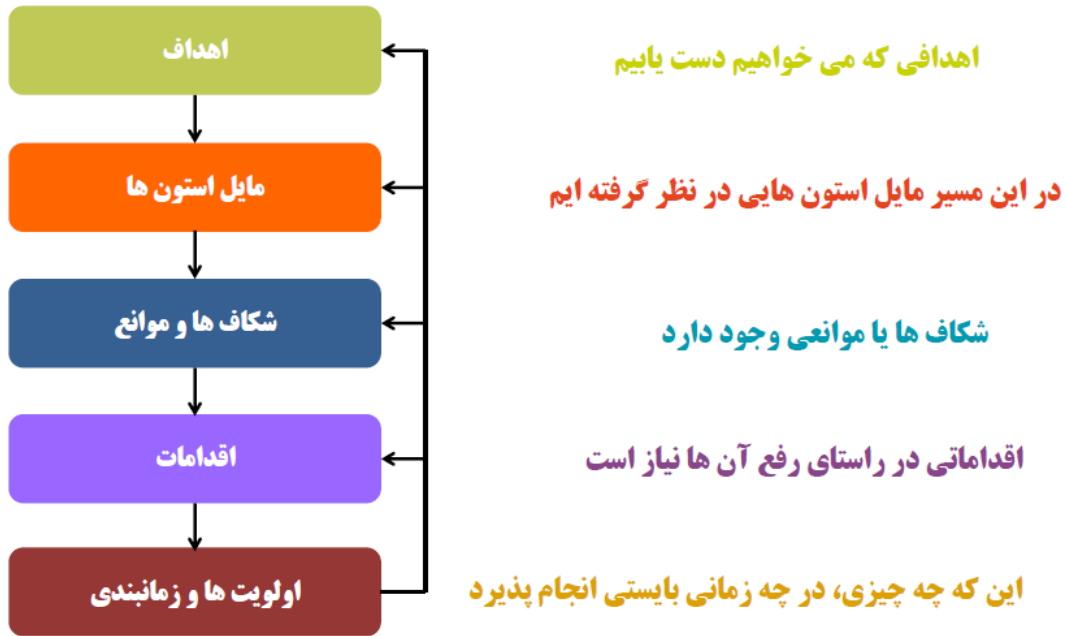 اهداف
اهدافی که می خواهیم دست یابیم
مایل استون ها
در این مسیر مایل استون هایی در نظر گرفته ایم
شکاف ها و موانع
شکاف ها یا موانعی وجود دارد
اقدامات
اقداماتی در راستای رفع آن ها نیاز است
اولویت ها و زمانبندی
این که چه چیزی، در چه زمانی بایستی انجام پذیرد